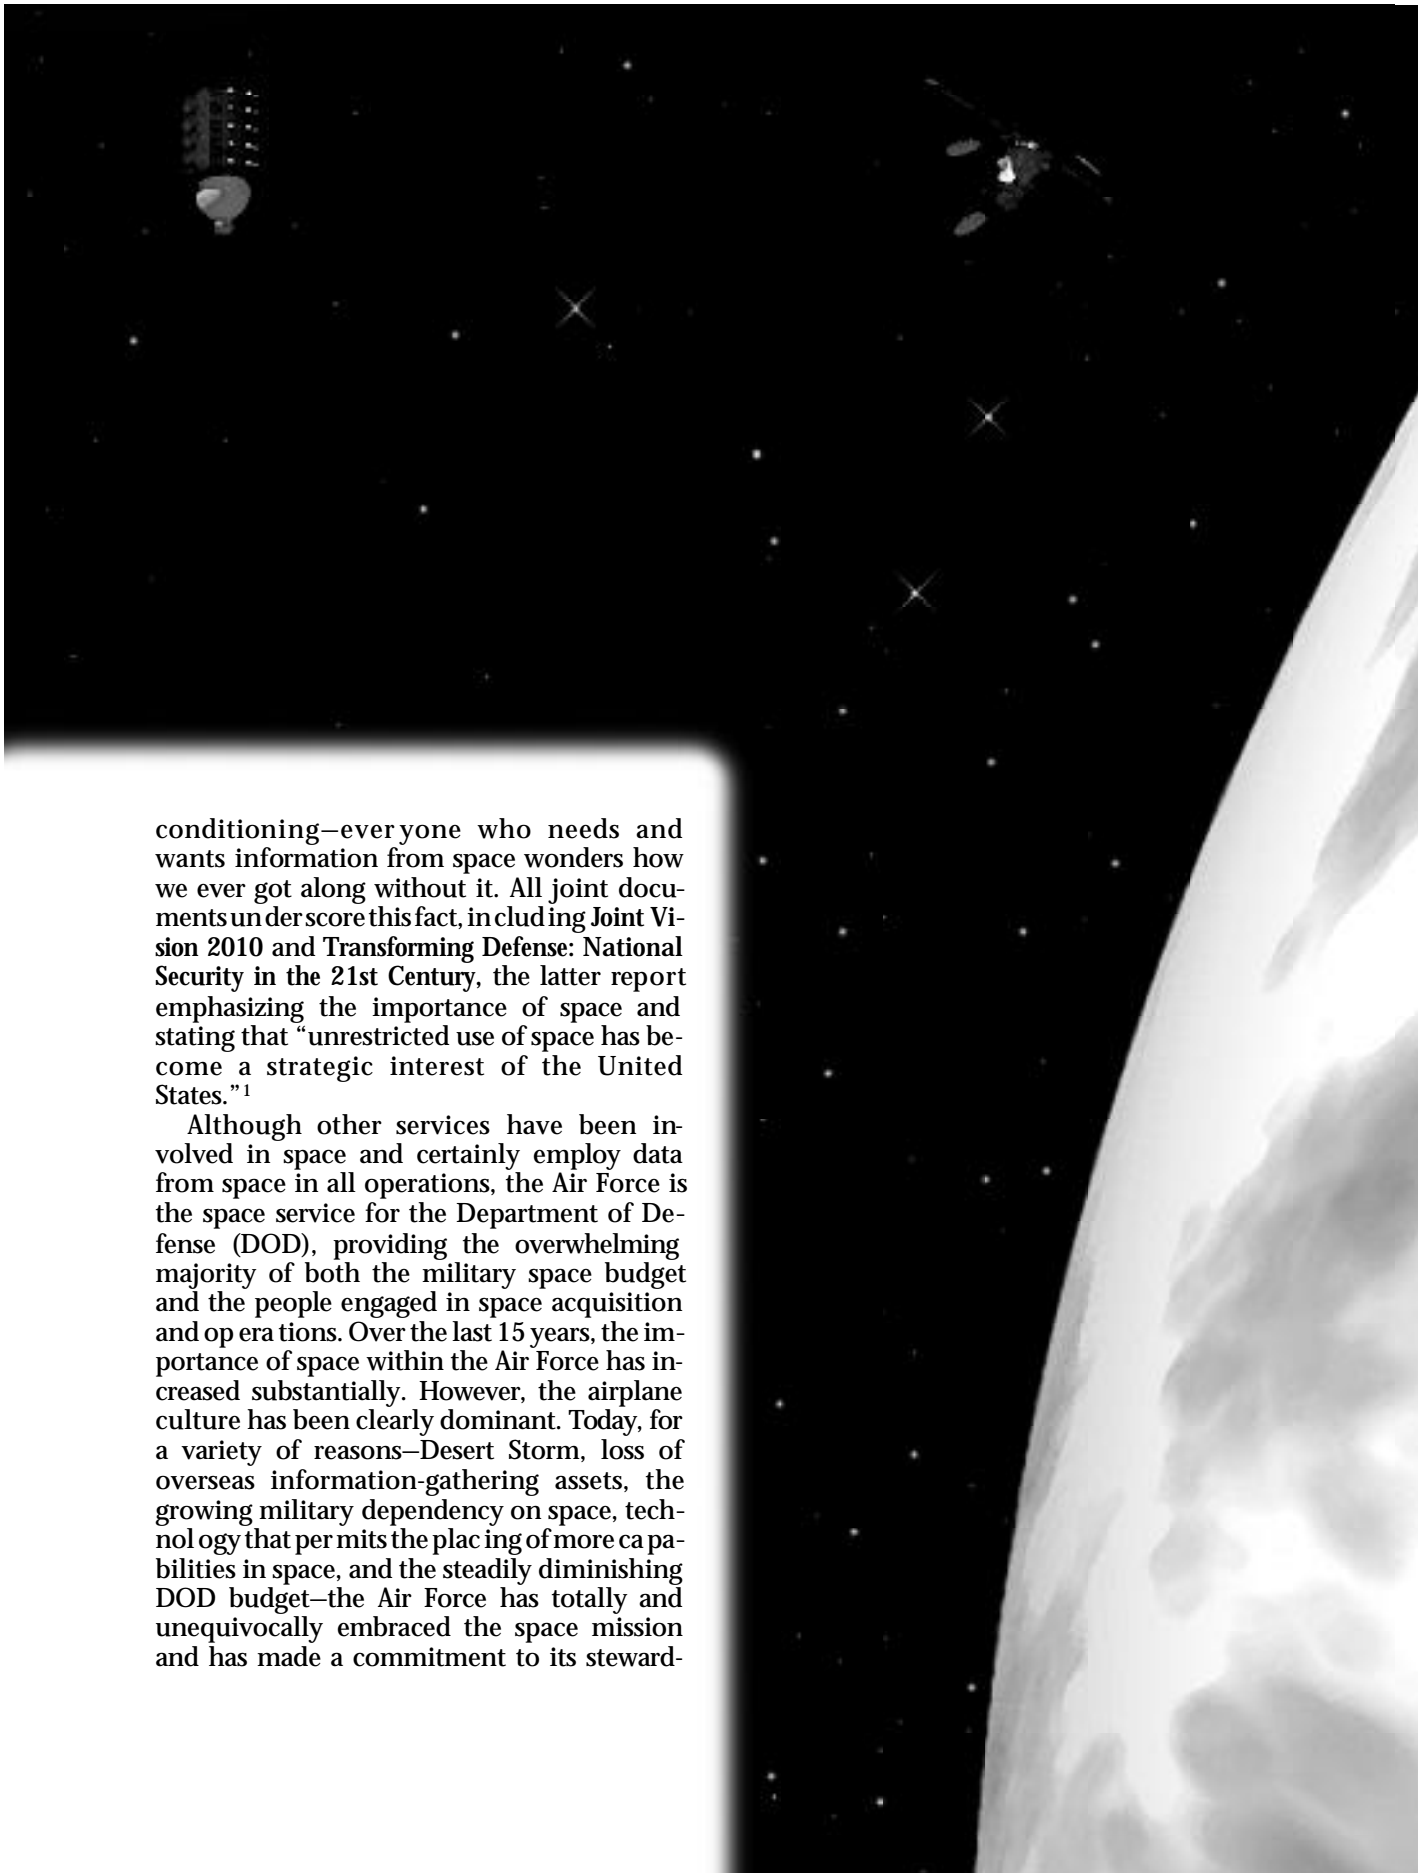 conditioning—everyone who needs and
wants information from space wonders how
we ever got along without it. All joint docu-
ments underscore this fact, including Joint Vi-
sion 2010 and Transforming Defense: National
Security in the 21st Century, the latter report
emphasizing the importance of space and
stating that “unrestricted use of space has be-
come a strategic interest of the United
States.”1
Although other services have been in-
volved in space and certainly employ data
from space in all operations, the Air Force is
the space service for the Department of De-
fense (DOD), providing the overwhelming
majority of both the military space budget
and the people engaged in space acquisition
and operations. Over the last 15 years, the im-
portance of space within the Air Force has in-
creased substantially. However, the airplane
culture has been clearly dominant. Today, for
a variety of reasons—Desert Storm, loss of
overseas information-gathering assets, the
growing military dependency on space, tech-
nology that permits the placing of more capa-
bilities in space, and the steadily diminishing
DOD budget—the Air Force has totally and
unequivocally embraced the space mission
and has made a commitment to its steward-